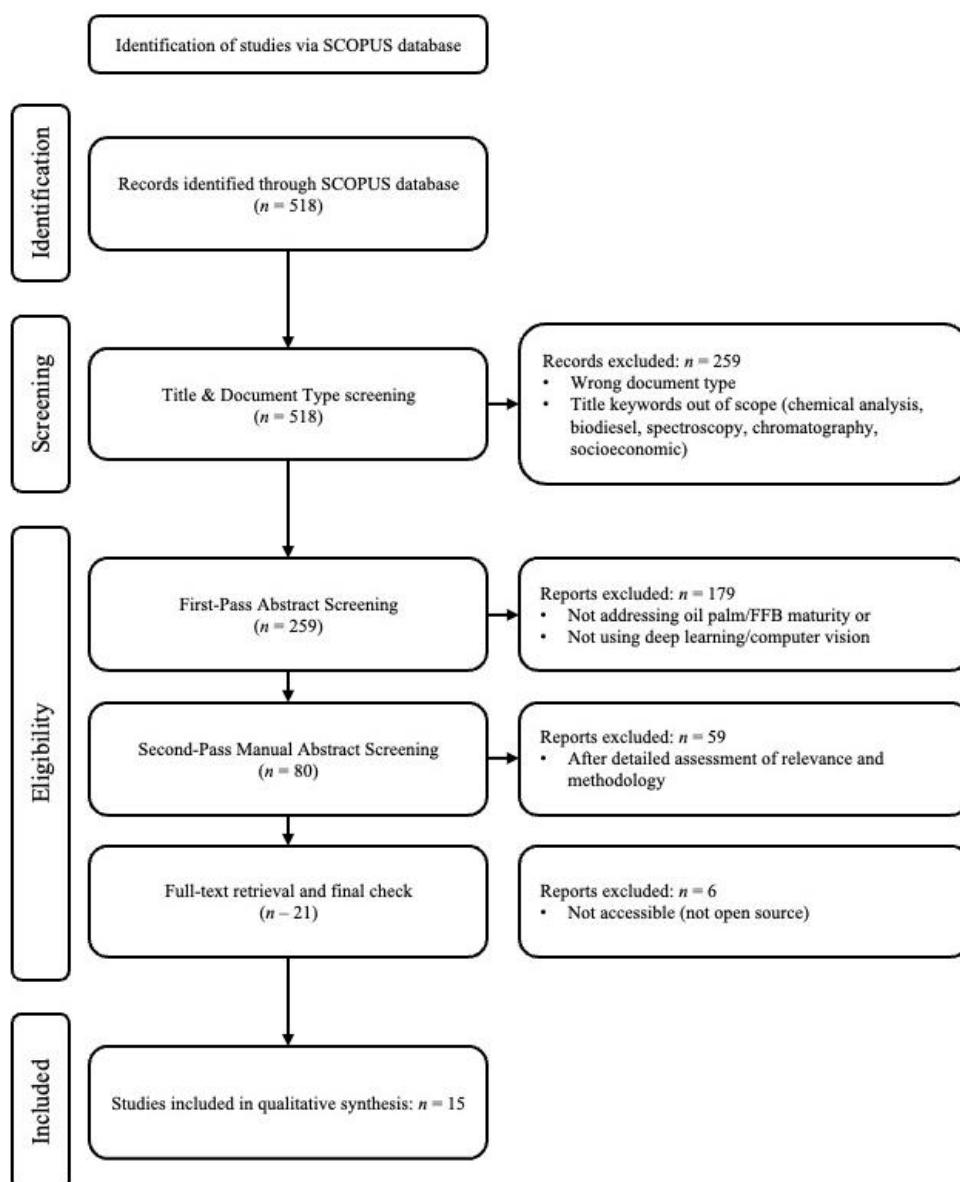 Identification of studies via SCOPUS database
Identification
Records identified through SCOPUS database
(n = 518)
Screening
Title & Document Type screening
(n = 518)
Records excluded: n = 259
• Wrong document type
• Title keywords out of scope (chemical analysis,
biodiesel, spectroscopy, chromatography,
socioeconomic)
Eligibility
First-Pass Abstract Screening
(n = 259)
Reports excluded: n = 179
• Not addressing oil palm/FFB maturity or
• Not using deep learning/computer vision
Second-Pass Manual Abstract Screening
(n = 80)
Reports excluded: n = 59
• After detailed assessment of relevance and
methodology
Full-text retrieval and final check
(n – 21)
Reports excluded: n = 6
• Not accessible (not open source)
Included
Studies included in qualitative synthesis: n = 15